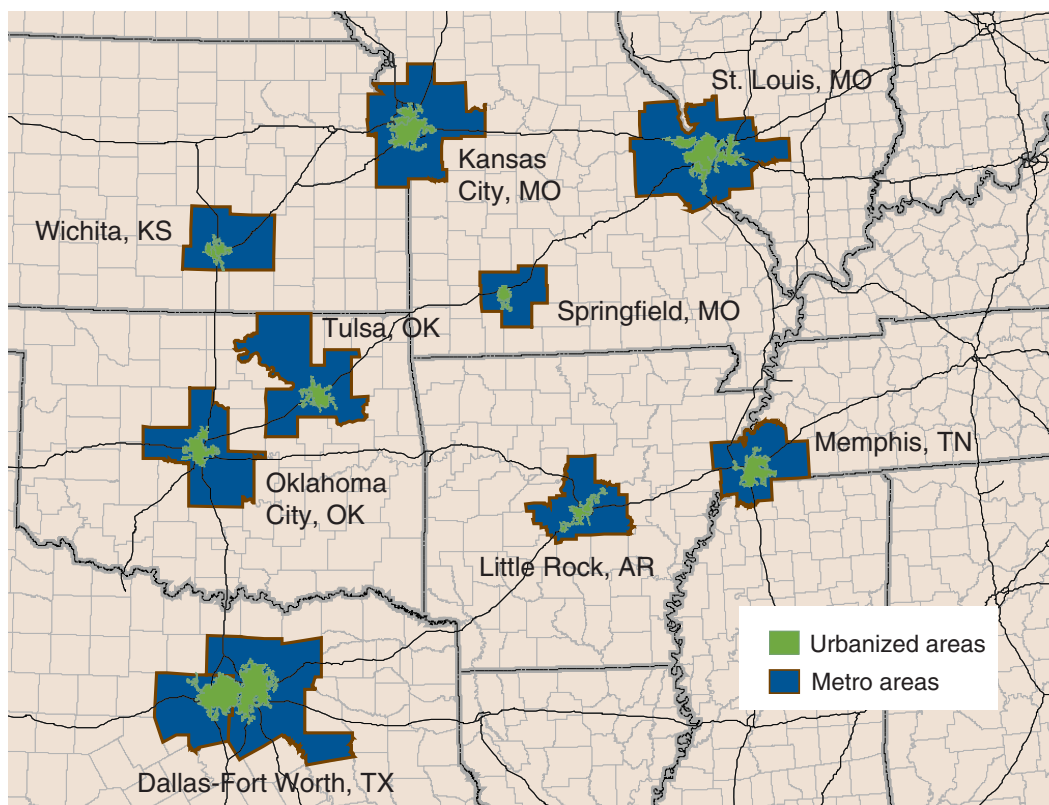 St. Louis, MO
Kansas
City, MO
Wichita, KS
Springfield, MO
Tulsa, OK
Memphis, TN
Oklahoma
City, OK
Little Rock, AR
Urbanized areas
Metro areas
Dallas-Fort Worth, TX